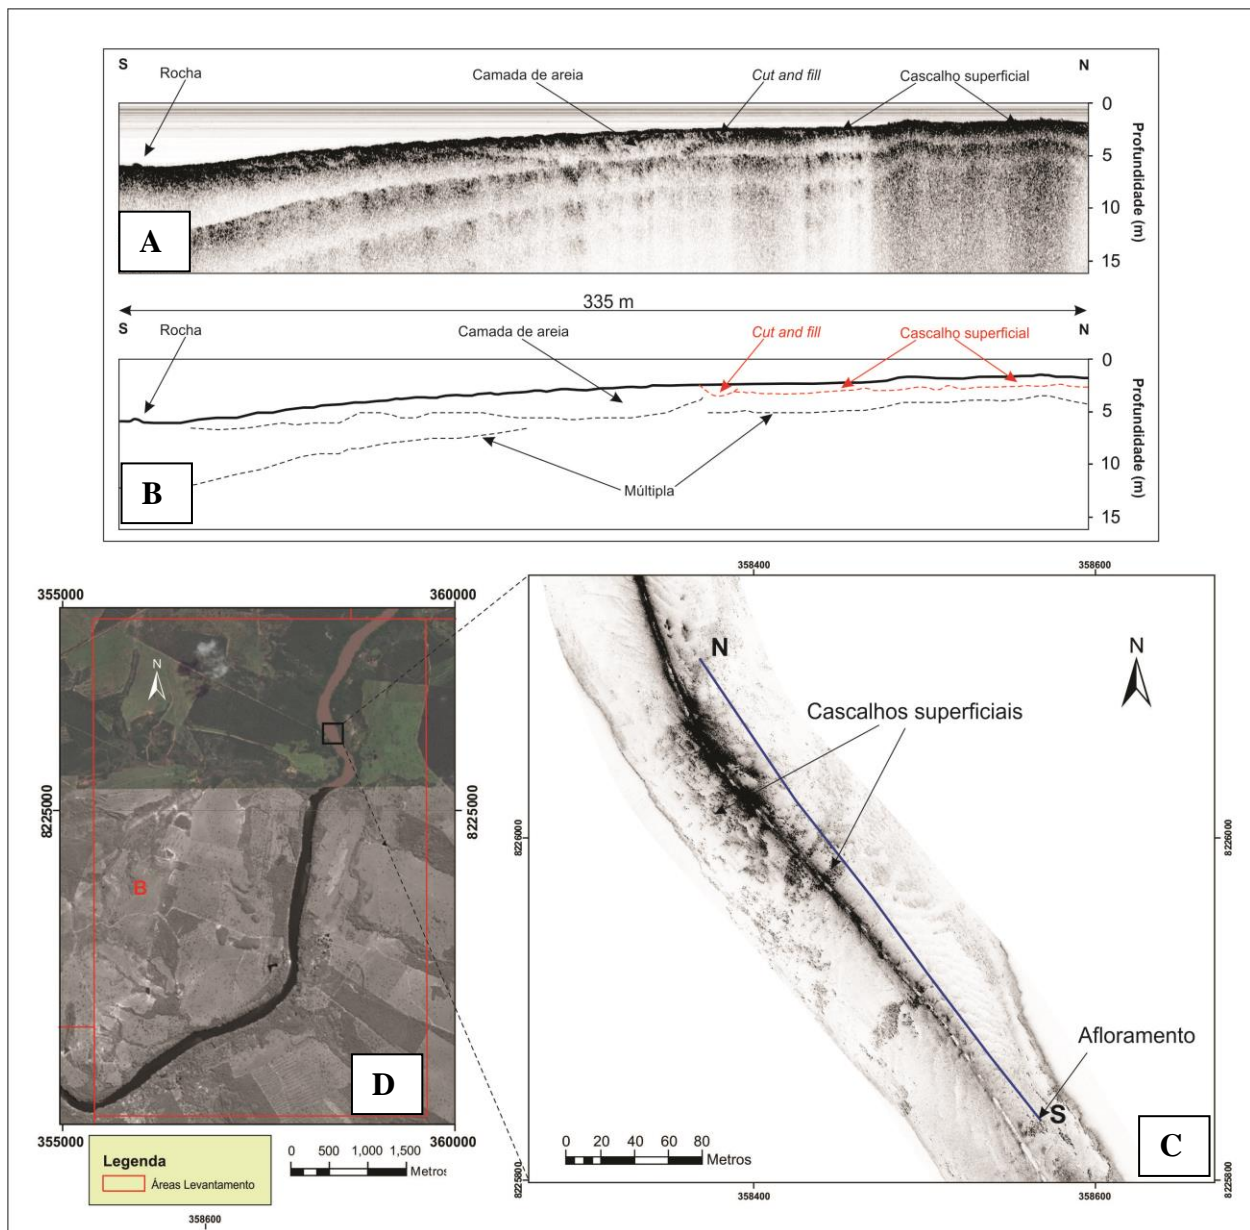 S
N
Rocha
Camada de areia
Cut and fill
Cascalho superficial
0
5
10
15
Profundidade (m)
A
335 m
S
N
Rocha
Camada de areia
Cut and fill
Cascalho superficial
0
5
10
15
Profundidade (m)
Múltipla
B
355000
360000
N
8225000
8225000
B
D
355000
360000
Legenda
Áreas Levantamento
0 500 1,000 1,500
Metros
358600
358400
358600
N
N
Cascalhos superficiais
8226000
8226000
Afloramento
S
C
0 20 40 60 80
Metros
8225800
8225800
358400
358600